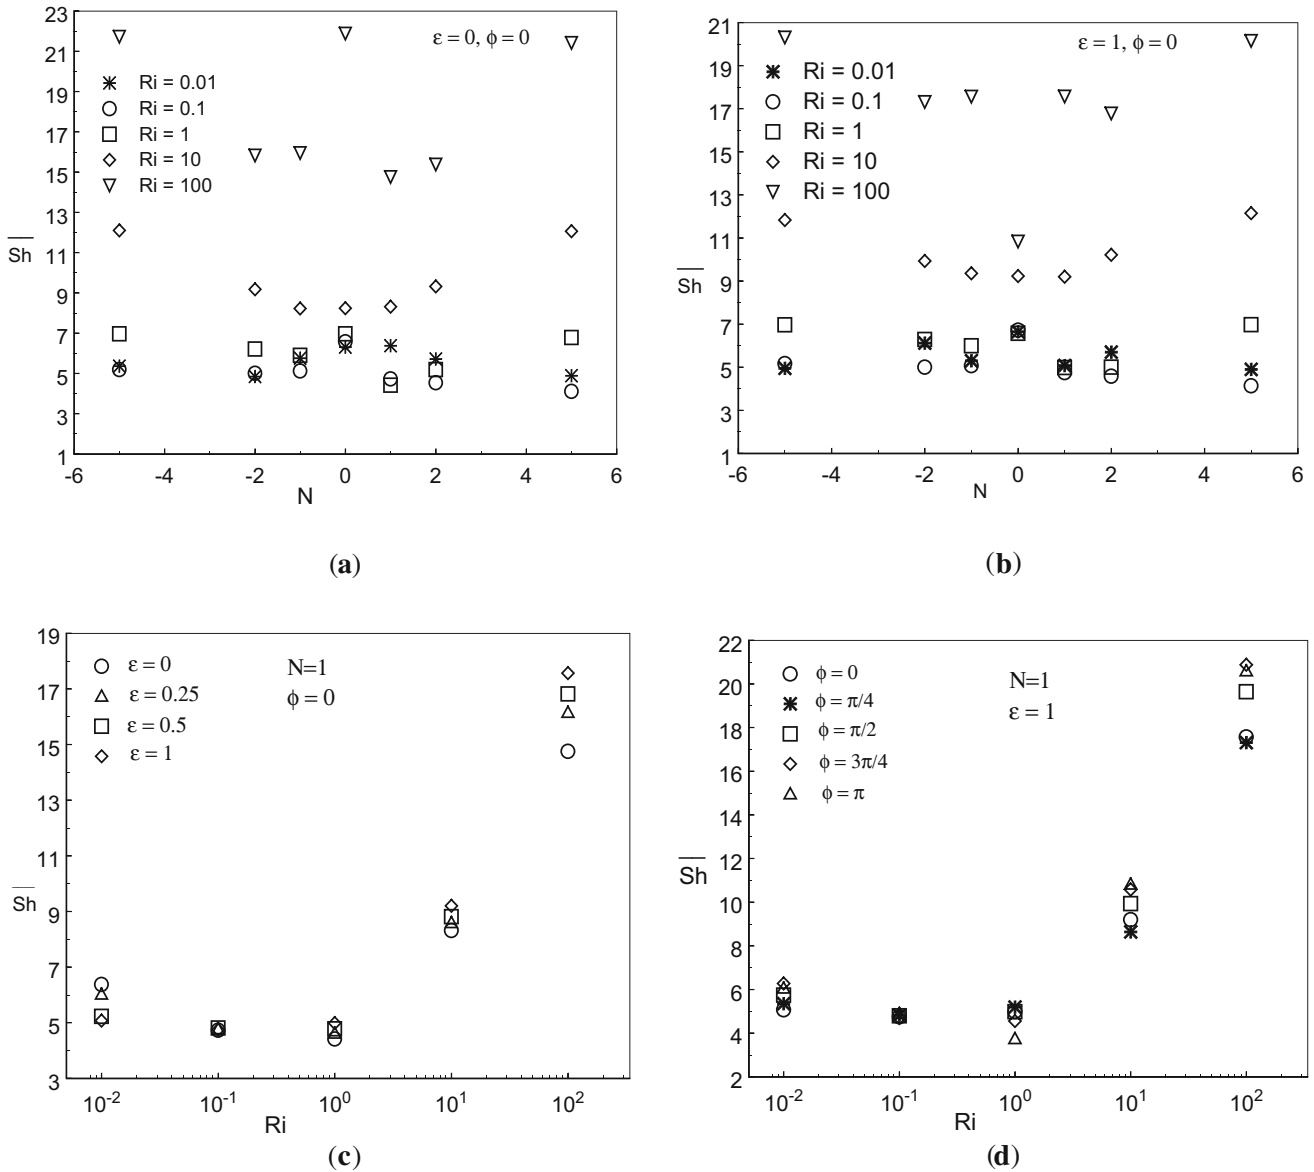 23
21
19
17
15
13
11
9
7
5
3
1
Sh
ε = 0, ϕ = 0
Ri = 0.01
Ri = 0.1
Ri = 1
Ri = 10
Ri = 100
-6 -4 -2 0 2 4 6
N
(a)
21
19
17
15
13
11
9
7
5
3
1
Sh
ε = 1, ϕ = 0
Ri = 0.01
Ri = 0.1
Ri = 1
Ri = 10
Ri = 100
-6 -4 -2 0 2 4 6
N
(b)
19
17
15
13
11
9
7
5
3
Sh
ε = 0
ε = 0.25
ε = 0.5
ε = 1
N=1
ϕ = 0
10⁻² 10⁻¹ 10⁰ 10¹ 10²
Ri
(c)
22
20
18
16
14
12
10
8
6
4
2
Sh
ϕ = 0
ϕ = π/4
ϕ = π/2
ϕ = 3π/4
ϕ = π
N=1
ε = 1
10⁻² 10⁻¹ 10⁰ 10¹ 10²
Ri
(d)